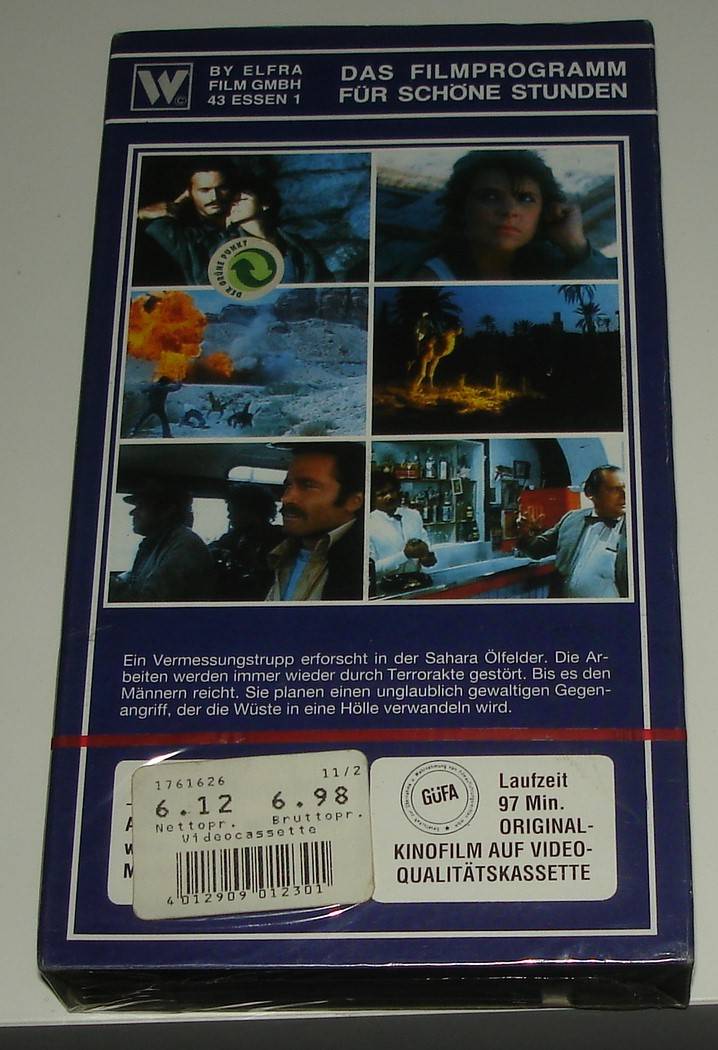 W©
BY ELFRA
FILM GMBH
43 ESSEN 1
DAS FILMPROGRAMM
FÜR SCHÖNE STUNDEN
DER GRÜNE PUNKT
Ein Vermessungstrupp erforscht in der Sahara Ölfelder. Die Ar-
beiten werden immer wieder durch Terrorakte gestört. Bis es den
Männern reicht. Sie planen einen unglaublich gewaltigen Gegen-
angriff, der die Wüste in eine Hölle verwandeln wird.
1761626 11/2
6.12 6.98
Nettopr. Bruttopr.
Videocassette
4 012909 012301
GÜFA
Laufzeit
97 Min.
ORIGINAL-
KINOFILM AUF VIDEO-
QUALITÄTSKASSETTE